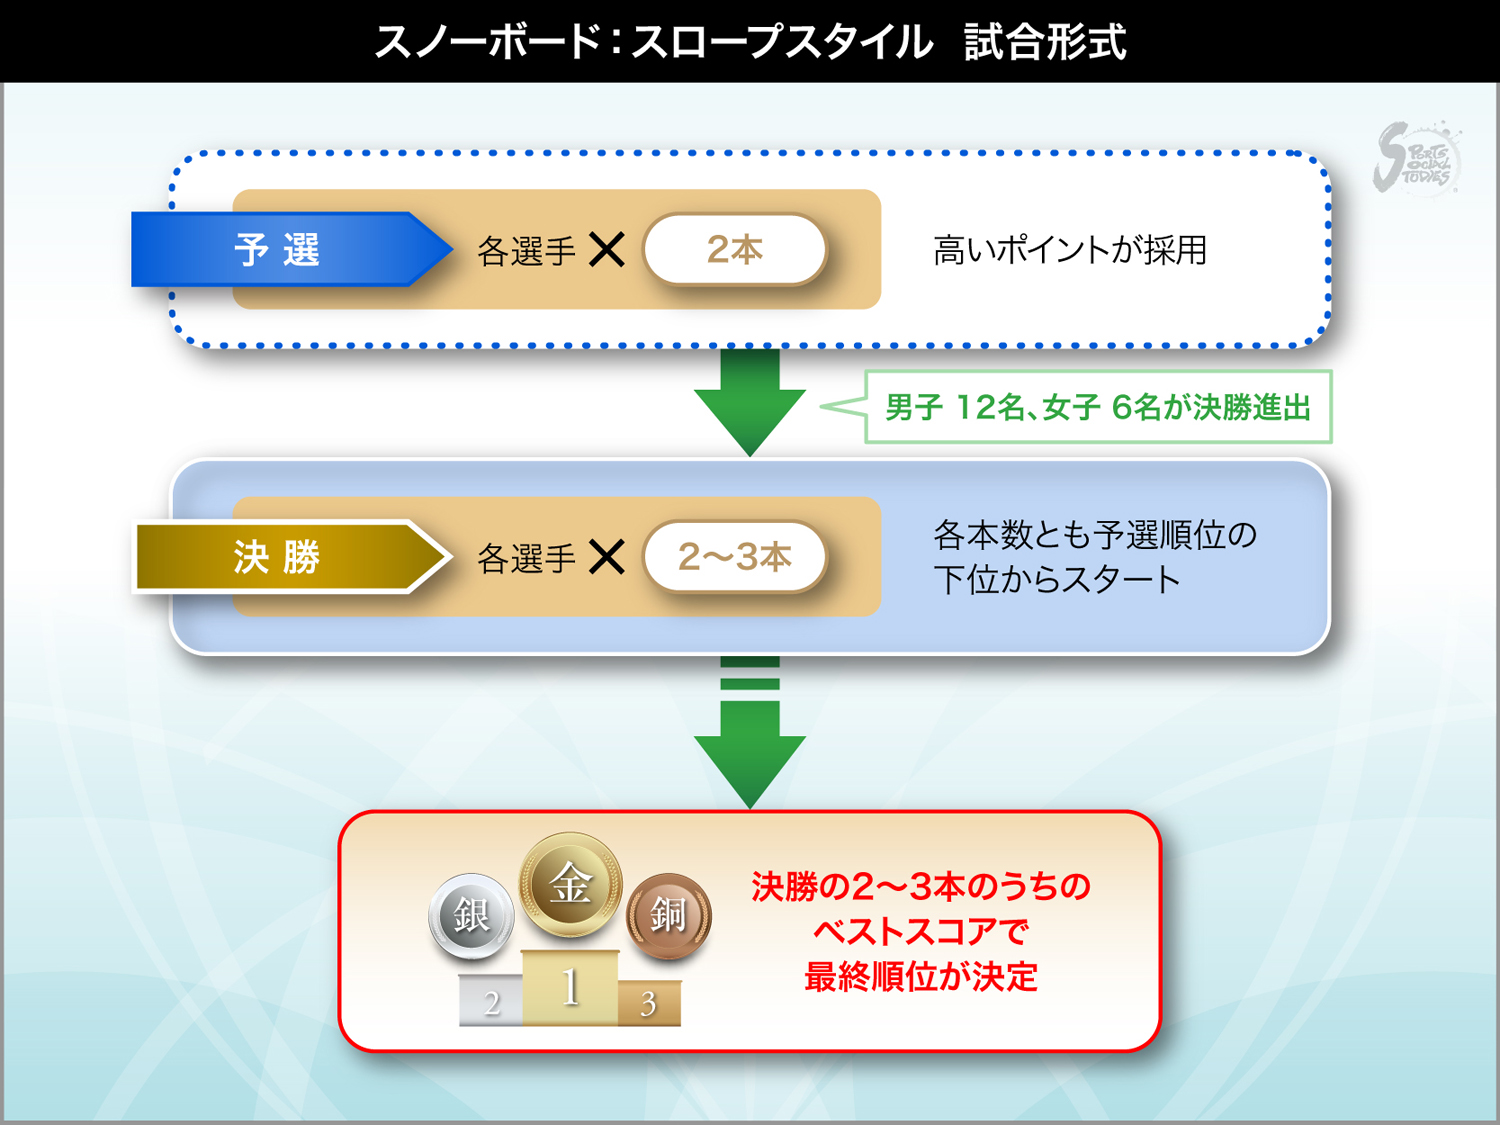 スノーボード：スロープスタイル 試合形式
SPORTS
SOCIAL
STUDIES
予選
各選手 × 2本
高いポイントが採用
男子 12名、女子 6名が決勝進出
決勝
各選手 × 2～3本
各本数とも予選順位の
下位からスタート
銀 金 銅
2 1 3
決勝の2～3本のうちの
ベストスコアで
最終順位が決定